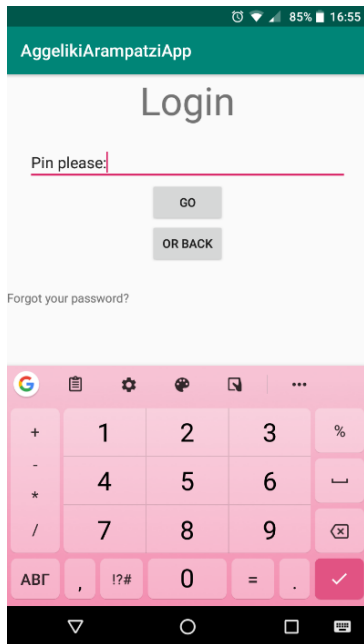 85% 16:55
AggelikiArampatziApp
Login
Pin please:
GO
OR BACK
Forgot your password?
G
+ 1 2 3 %
-
* 4 5 6
/ 7 8 9
ΑΒΓ , !?# 0 = .